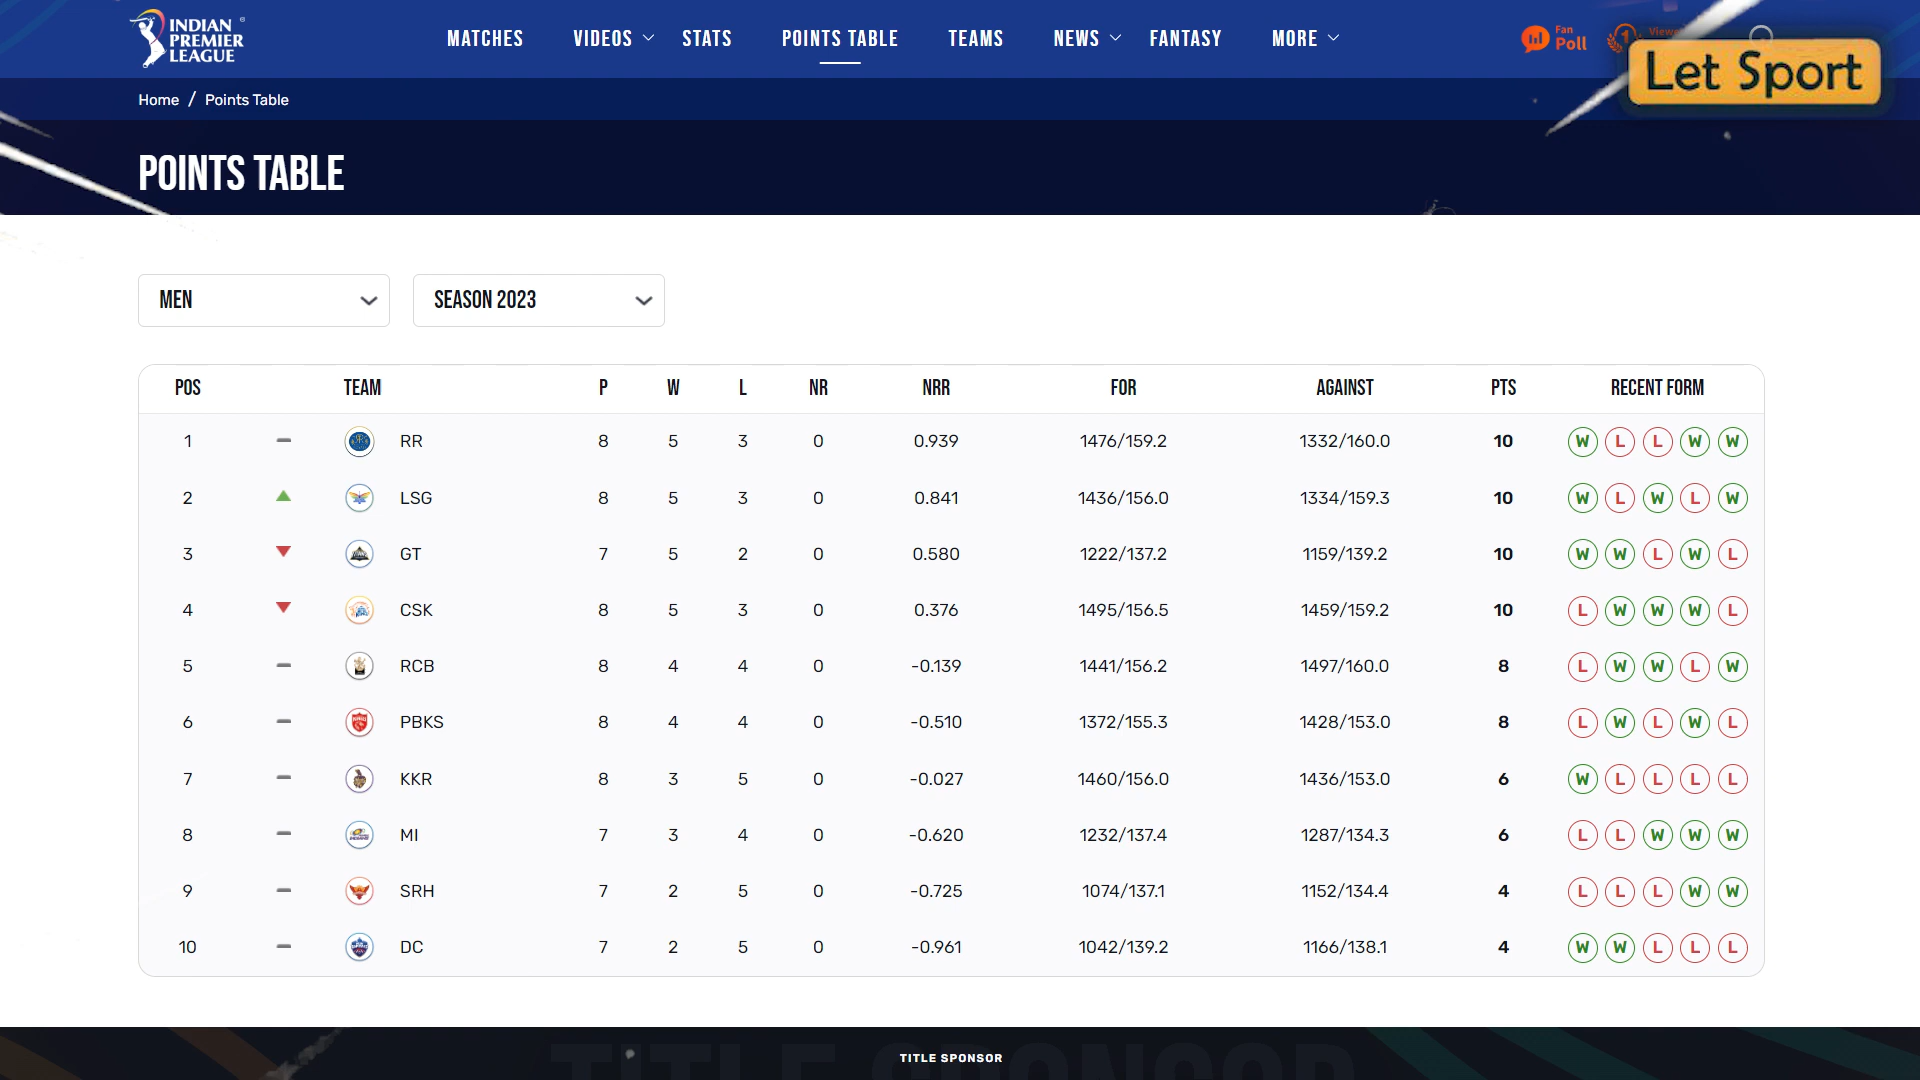 INDIAN
PREMIER
LEAGUE
MATCHES VIDEOS STATS POINTS TABLE TEAMS NEWS FANTASY MORE
Fan
Poll
Let Sport
Home / Points Table
POINTS TABLE
MEN SEASON 2023
POS TEAM P W L NR NRR FOR AGAINST PTS RECENT FORM
1 RR 8 5 3 0 0.939 1476/159.2 1332/160.0 10 W L L W W
2 LSG 8 5 3 0 0.841 1436/156.0 1334/159.3 10 W L W L W
3 GT 7 5 2 0 0.580 1222/137.2 1159/139.2 10 W W L W L
4 CSK 8 5 3 0 0.376 1495/156.5 1459/159.2 10 L W W W L
5 RCB 8 4 4 0 -0.139 1441/156.2 1497/160.0 8 L W W L W
6 PBKS 8 4 4 0 -0.510 1372/155.3 1428/153.0 8 L W L W L
7 KKR 8 3 5 0 -0.027 1460/156.0 1436/153.0 6 W L L L L
8 MI 7 3 4 0 -0.620 1232/137.4 1287/134.3 6 L L W W W
9 SRH 7 2 5 0 -0.725 1074/137.1 1152/134.4 4 L L L W W
10 DC 7 2 5 0 -0.961 1042/139.2 1166/138.1 4 W W L L L
TITLE SPONSOR
TITLE SPONSOR